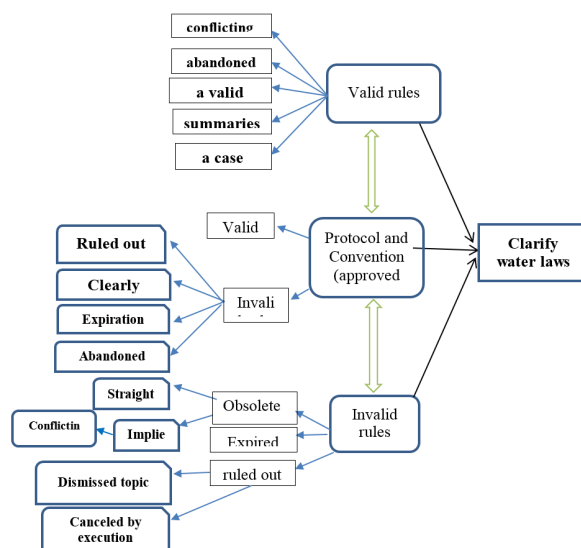 conflicting
abandoned
a valid
summaries
a case
Valid rules
Valid
Protocol and
Convention
(approved
Clarify
water laws
Ruled out
Clearly
Expiration
Abandoned
Invali
Straight
Implie
Conflictin
Obsolete
Expired
ruled out
Invalid
rules
Dismissed topic
Canceled by
execution